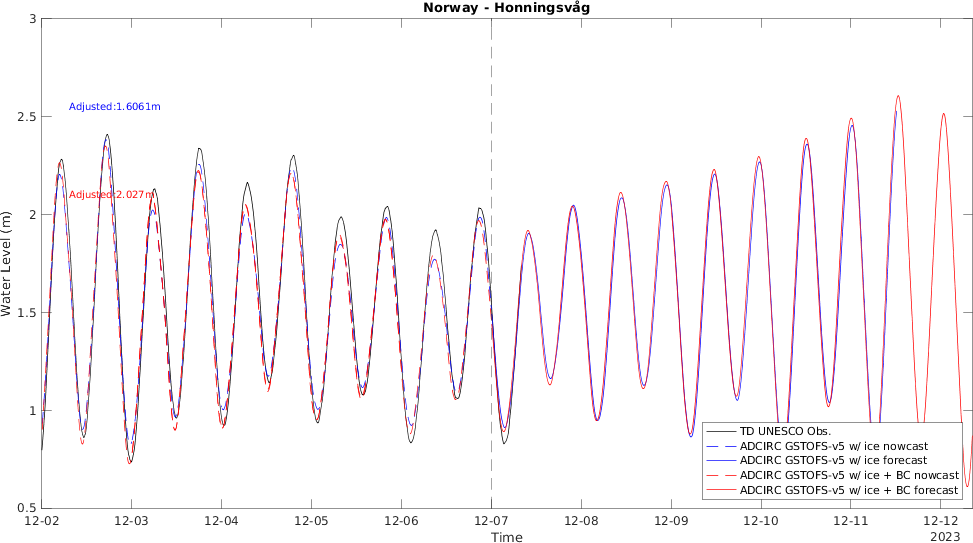 Norway - Honningsvåg
3
2.5
2
1.5
1
0.5
Water Level (m)
Adjusted:1.6061m
Adjusted:2.027m
TD UNESCO Obs.
ADCIRC GSTOFS-v5 w/ ice nowcast
ADCIRC GSTOFS-v5 w/ ice forecast
ADCIRC GSTOFS-v5 w/ ice + BC nowcast
ADCIRC GSTOFS-v5 w/ ice + BC forecast
12-02 12-03 12-04 12-05 12-06 12-07 12-08 12-09 12-10 12-11 12-12
Time
2023